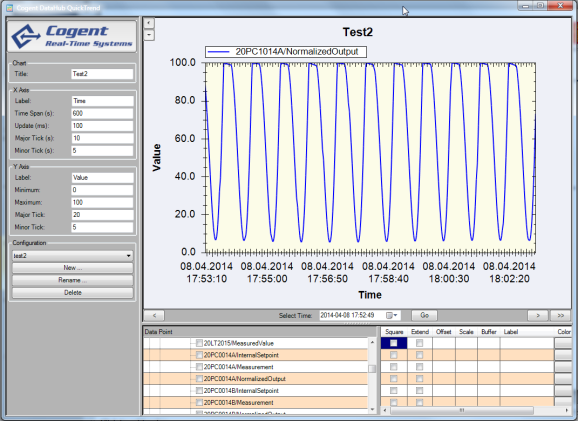 Cogent DataHub QuickTrend
Cogent
Real-Time Systems
Chart
Title: Test2
X Axis
Label: Time
Time Span (s): 600
Update (ms): 100
Major Tick (s): 10
Minor Tick (s): 5
Y Axis
Label: Value
Minimum: 0
Maximum: 100
Major Tick: 20
Minor Tick: 5
Configuration
test2
New ...
Rename ...
Delete
+
-
Test2
20PC1014A/NormalizedOutput
100.0
80.0
60.0
40.0
20.0
0.0
Value
08.04.2014 08.04.2014 08.04.2014 08.04.2014 08.04.2014 08.04.2014
17:53:10 17:55:00 17:56:50 17:58:40 18:00:30 18:02:20
Time
< Select Time: 2014-04-08 17:52:49 Go > >>
Data Point
20LT2015/MeasuredValue
20PC0014A/InternalSetpoint
20PC0014A/Measurement
20PC0014A/NormalizedOutput
20PC0014B/InternalSetpoint
20PC0014B/Measurement
20PC0014B/NormalizedOutput
Square Extend Offset Scale Buffer Label Color